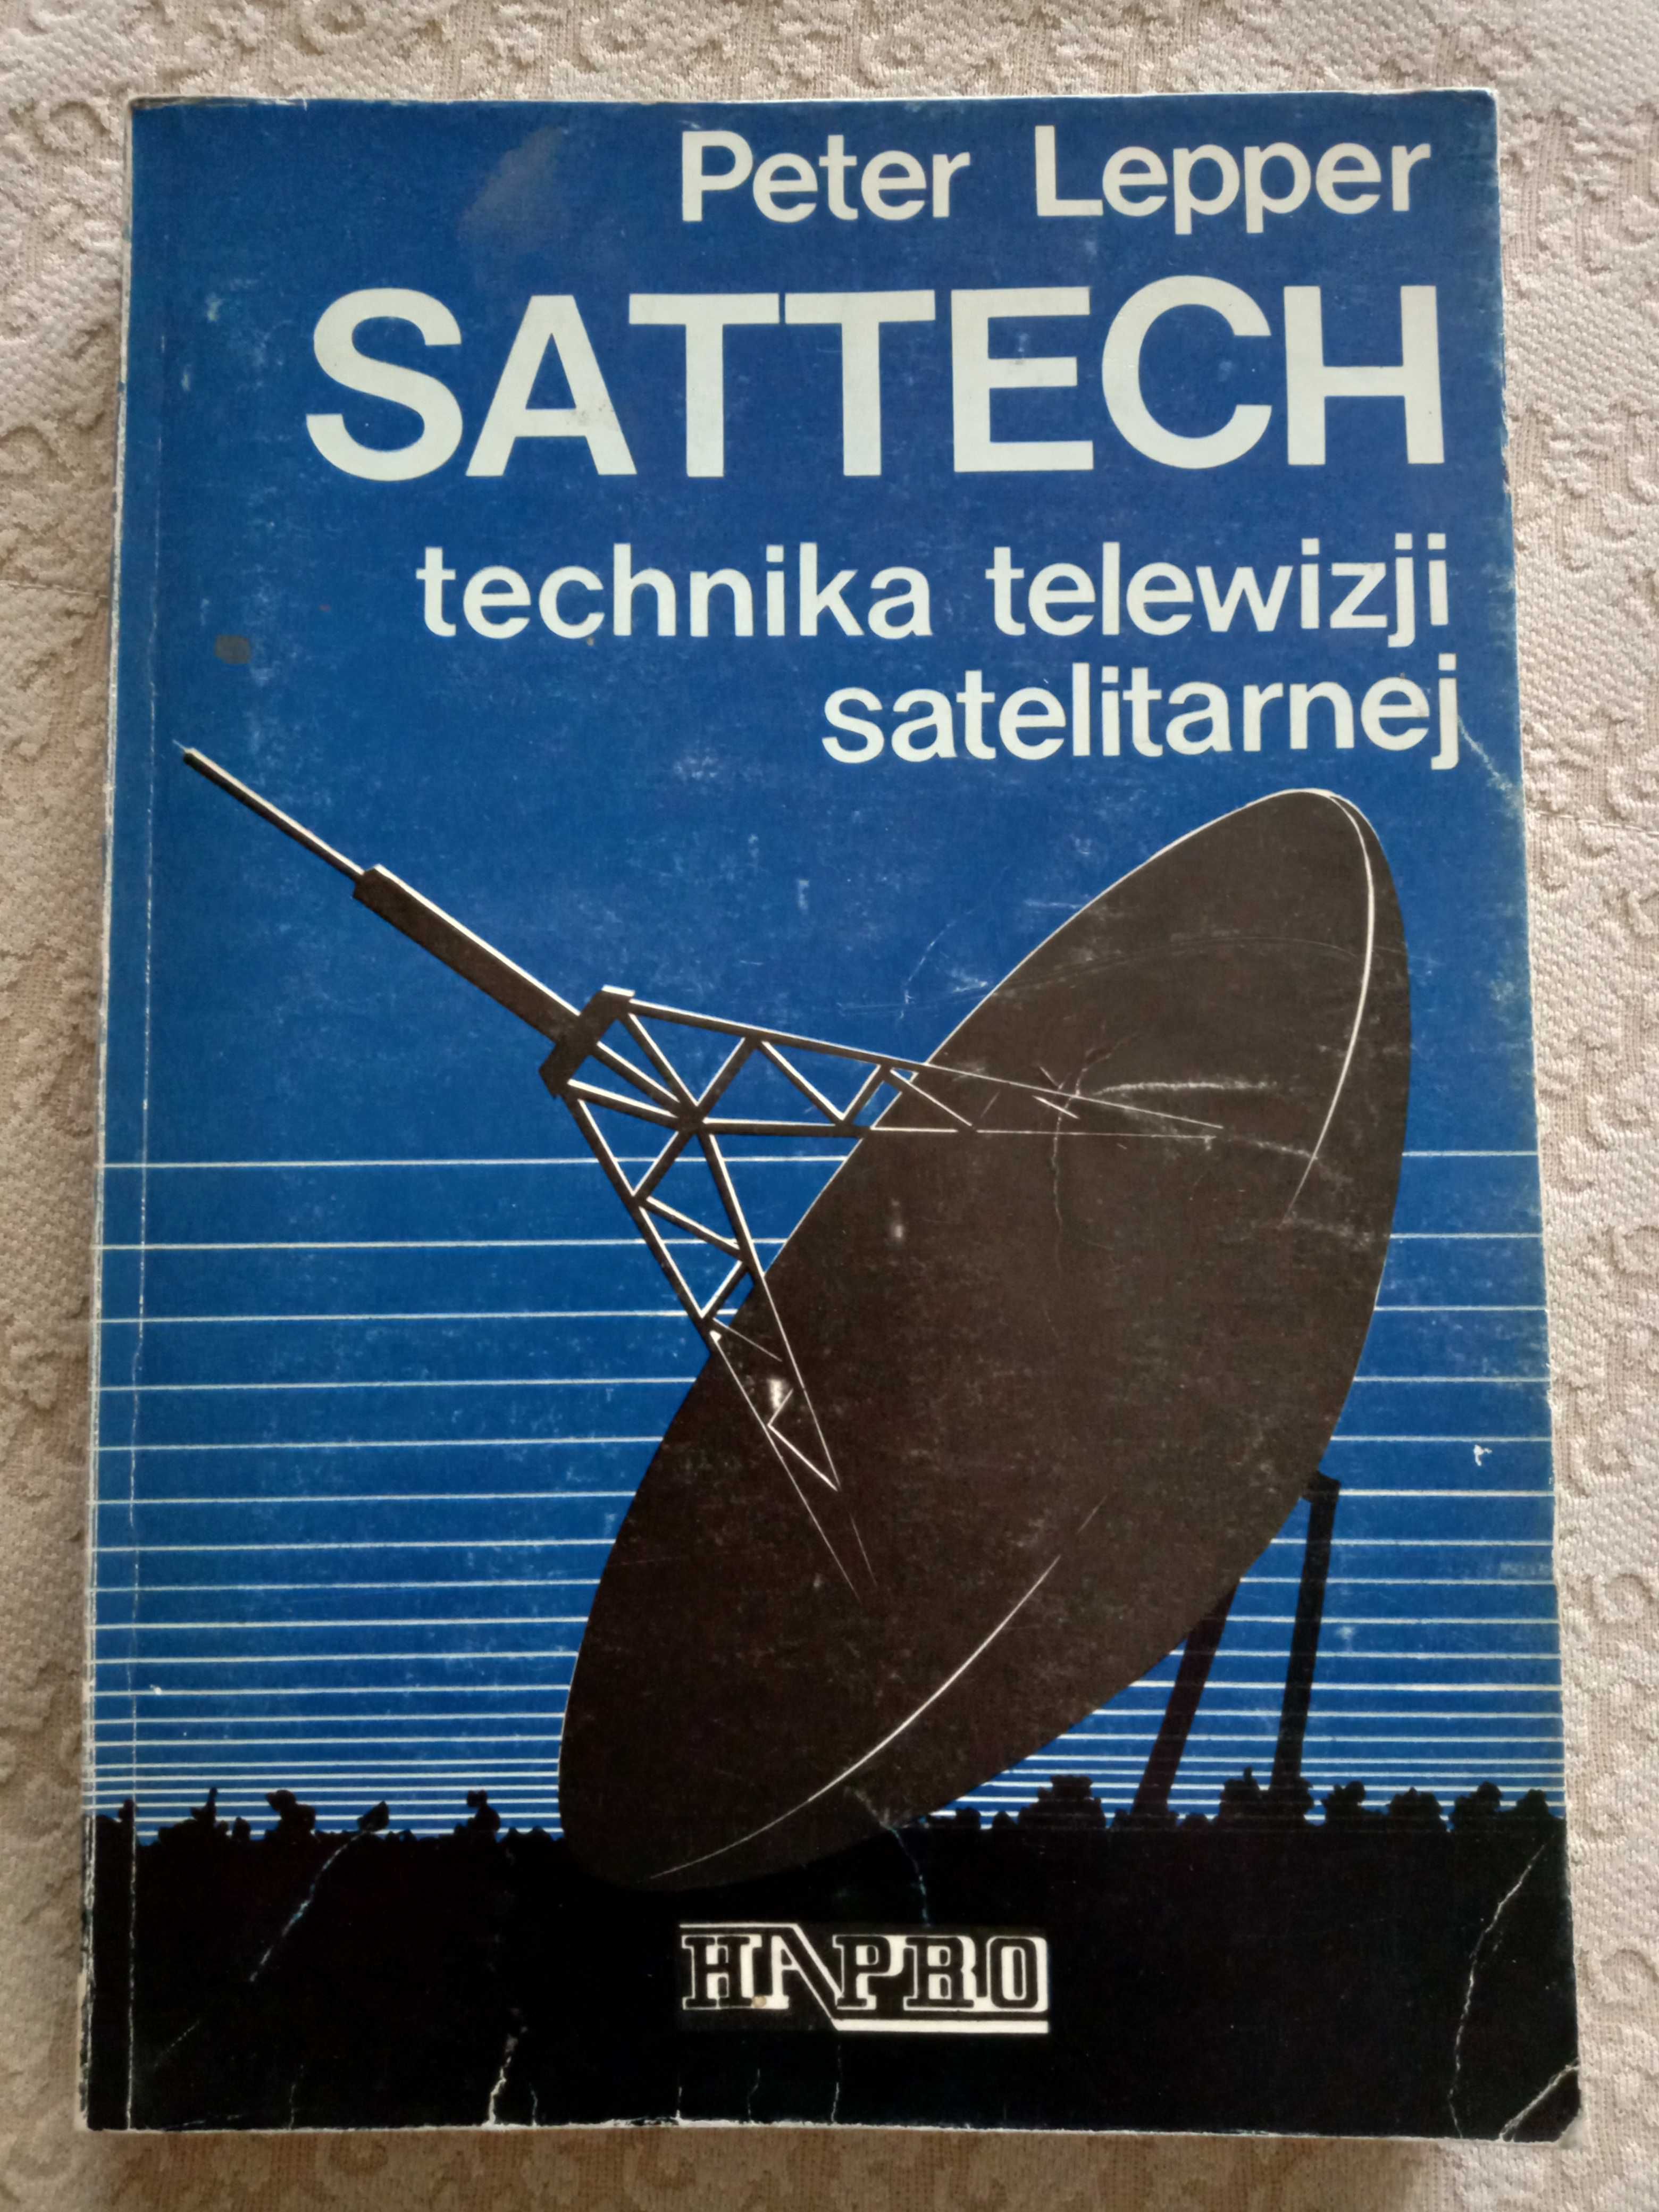 Peter Lepper
SATTECH
technika telewizji
satelitarnej
HAPRO